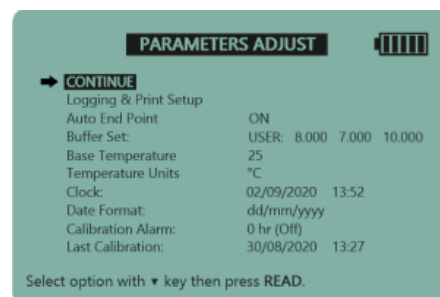 PARAMETERS ADJUST
CONTINUE
Logging & Print Setup
Auto End Point ON
Buffer Set: USER: 8.000 7.000 10.000
Base Temperature 25
Temperature Units °C
Clock: 02/09/2020 13:52
Date Format: dd/mm/yyyy
Calibration Alarm: 0 hr (Off)
Last Calibration: 30/08/2020 13:27
Select option with ▼ key then press READ.